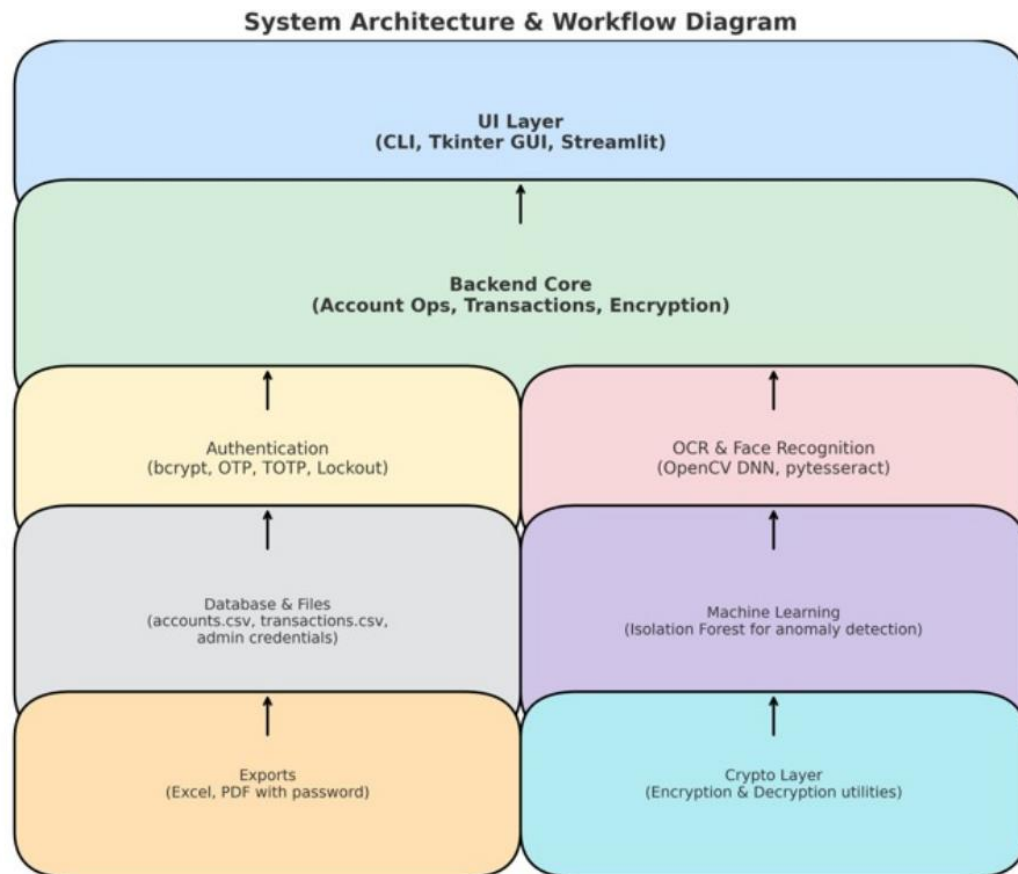 System Architecture & Workflow Diagram
UI Layer
(CLI, Tkinter GUI, Streamlit)
Backend Core
(Account Ops, Transactions, Encryption)
Authentication
(bcrypt, OTP, TOTP, Lockout)
OCR & Face Recognition
(OpenCV DNN, pytesseract)
Database & Files
(accounts.csv, transactions.csv,
admin credentials)
Machine Learning
(Isolation Forest for anomaly detection)
Exports
(Excel, PDF with password)
Crypto Layer
(Encryption & Decryption utilities)